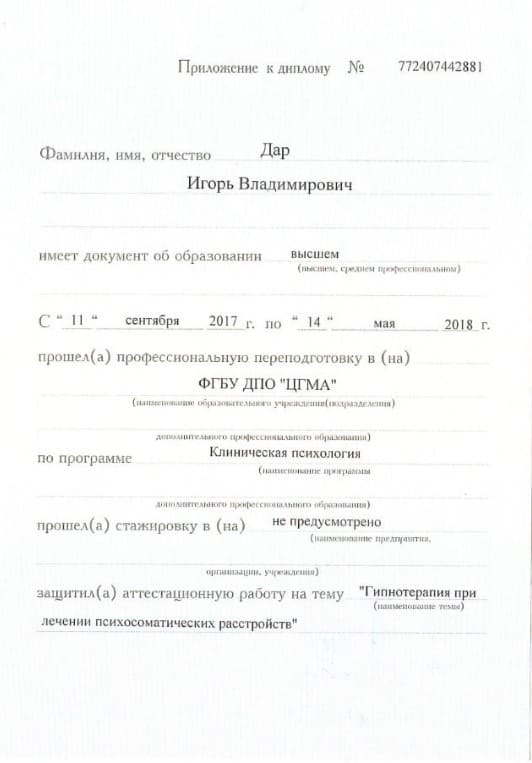 Приложение к диплому № 772407442881
Фамилия, имя, отчество Дар
Игорь Владимирович
имеет документ об образовании высшем
(высшем, среднем профессиональном)
С “ 11 “ сентября 2017 г. по “ 14 “ мая 2018 г.
прошел(а) профессиональную переподготовку в (на)
ФГБУ ДПО "ЦГМА"
(наименование образовательного учреждения(подразделения)
дополнительного профессионального образования)
по программе Клиническая психология
(наименование программы
дополнительного профессионального образования)
прошел(а) стажировку в (на) не предусмотрено
(наименование предприятия,
организации, учреждения)
защитил(а) аттестационную работу на тему "Гипнотерапия при
(наименование темы)
лечении психосоматических расстройств"